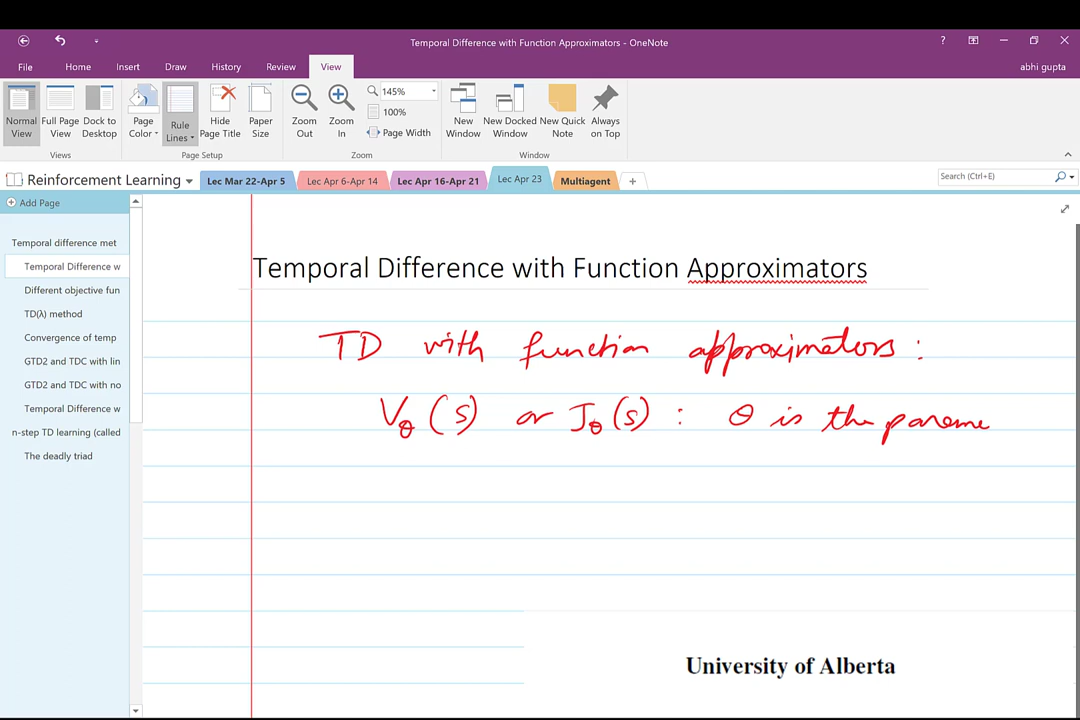 Temporal Difference with Function Approximators - OneNote
abhi gupta
File Home Insert Draw History Review View
Normal View
Full Page View
Dock to Desktop
Views
Page Color
Rule Lines
Hide Page Title
Paper Size
Page Setup
Zoom Out
Zoom In
145%
100%
Page Width
Zoom
New Window
New Docked Window
New Quick Note
Always on Top
Window
Reinforcement Learning
Lec Mar 22-Apr 5
Lec Apr 6-Apr 14
Lec Apr 16-Apr 21
Lec Apr 23
Multiagent
Search (Ctrl+E)
Add Page
Temporal difference met
Temporal Difference w
Different objective fun
TD(λ) method
Convergence of temp
GTD2 and TDC with lin
GTD2 and TDC with no
Temporal Difference w
n-step TD learning (called
The deadly triad
Temporal Difference with Function Approximators
TD with function approximators :
V_θ (s) or J_θ (s) : θ is the parame
University of Alberta